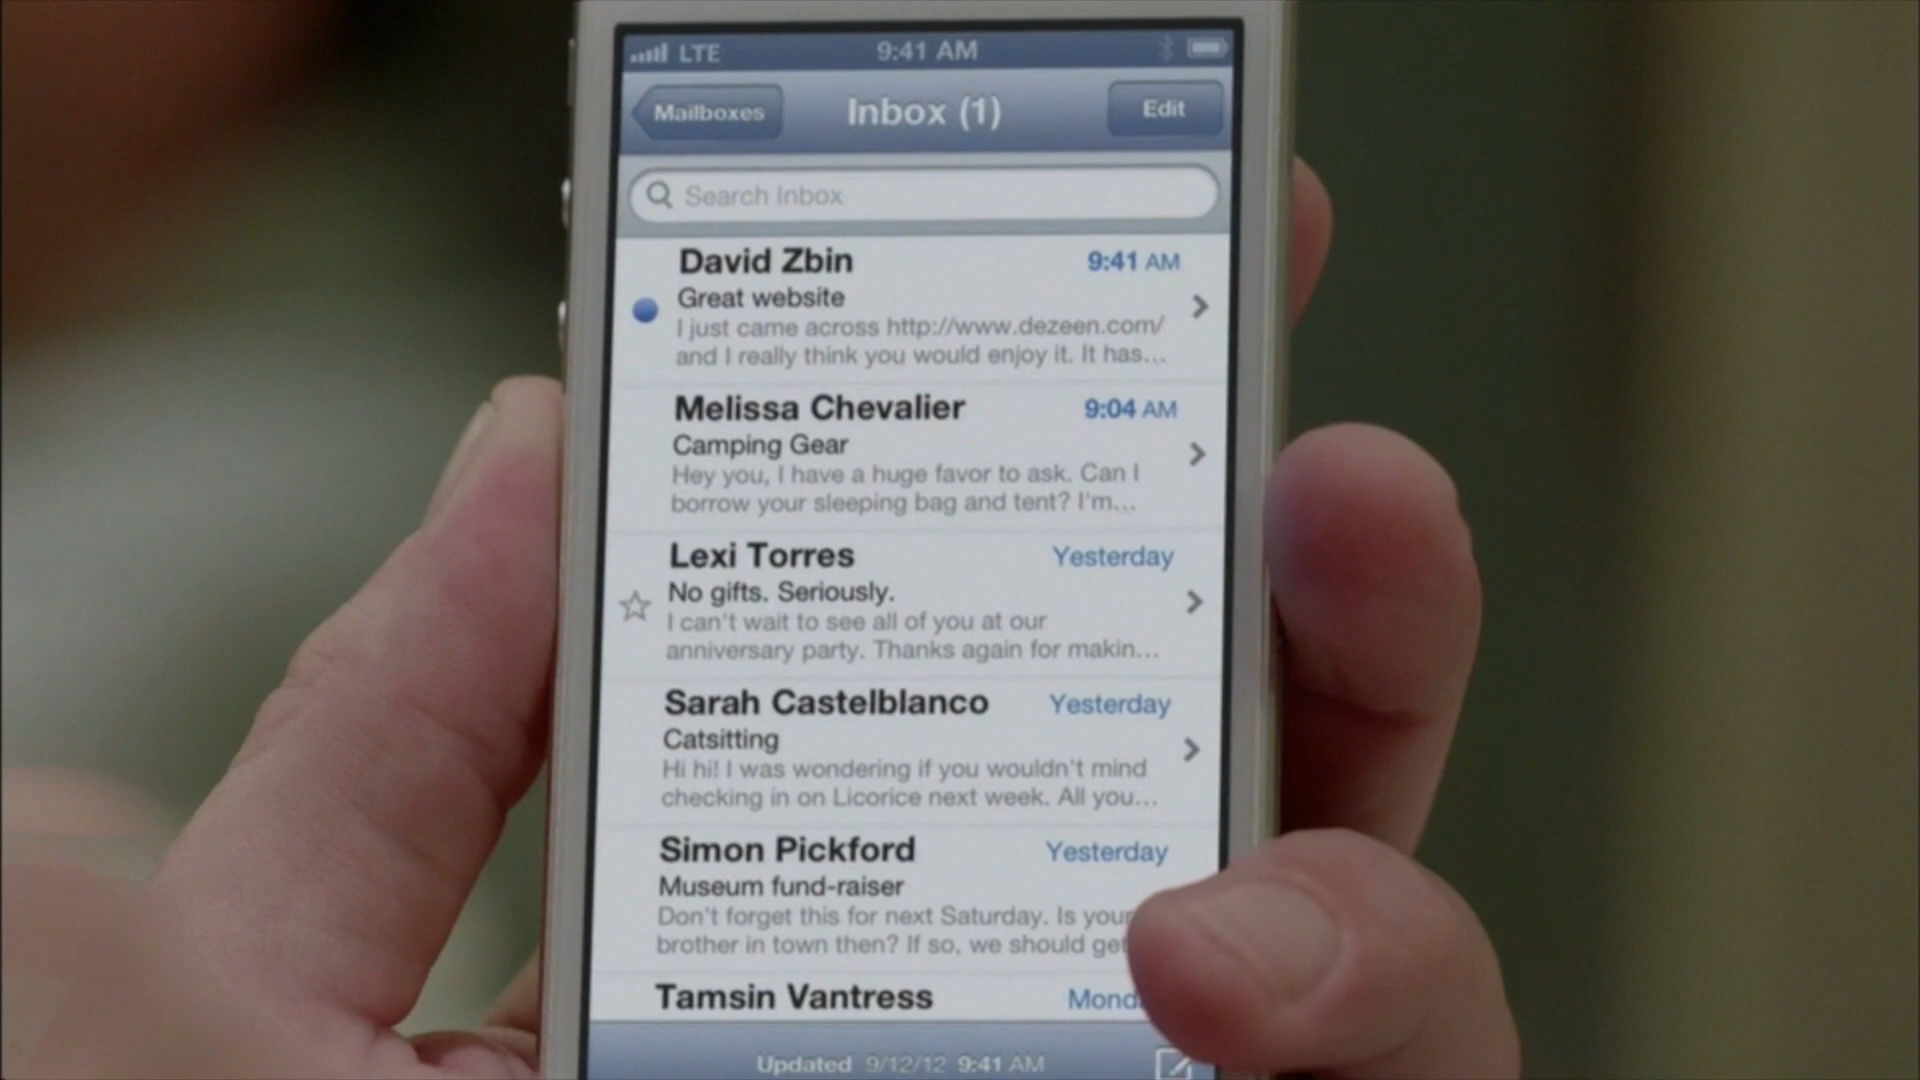 LTE 9:41 AM
Mailboxes Inbox (1) Edit
Search Inbox
David Zbin 9:41 AM
Great website
I just came across http://www.dezeen.com/
and I really think you would enjoy it. It has...
Melissa Chevalier 9:04 AM
Camping Gear
Hey you, I have a huge favor to ask. Can I
borrow your sleeping bag and tent? I'm...
Lexi Torres Yesterday
No gifts. Seriously.
I can't wait to see all of you at our
anniversary party. Thanks again for makin...
Sarah Castelblanco Yesterday
Catsitting
Hi hi! I was wondering if you wouldn't mind
checking in on Licorice next week. All you...
Simon Pickford Yesterday
Museum fund-raiser
Don't forget this for next Saturday. Is your
brother in town then? If so, we should get
Tamsin Vantress
Updated 9/12/12 9:41 AM